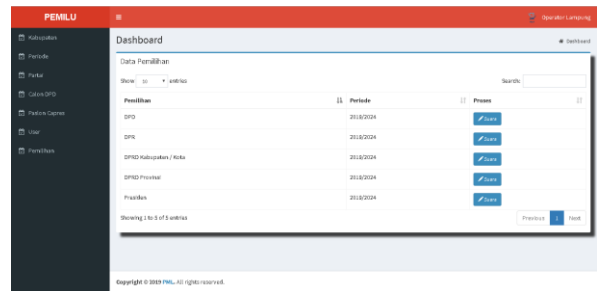 PEMILU
Operator Lampung
Kabupaten
Periode
Partai
Calon DPD
Paslon Capres
User
Pemilihan
Dashboard
Dashboard
Data Pemilihan
Show 10 entries
Search:
Pemilihan Periode Proses
DPD 2019/2024 Suara
DPR 2019/2024 Suara
DPRD Kabupaten / Kota 2019/2024 Suara
DPRD Provinsi 2019/2024 Suara
Presiden 2019/2024 Suara
Showing 1 to 5 of 5 entries
Previous 1 Next
Copyright © 2019 PWL. All rights reserved.